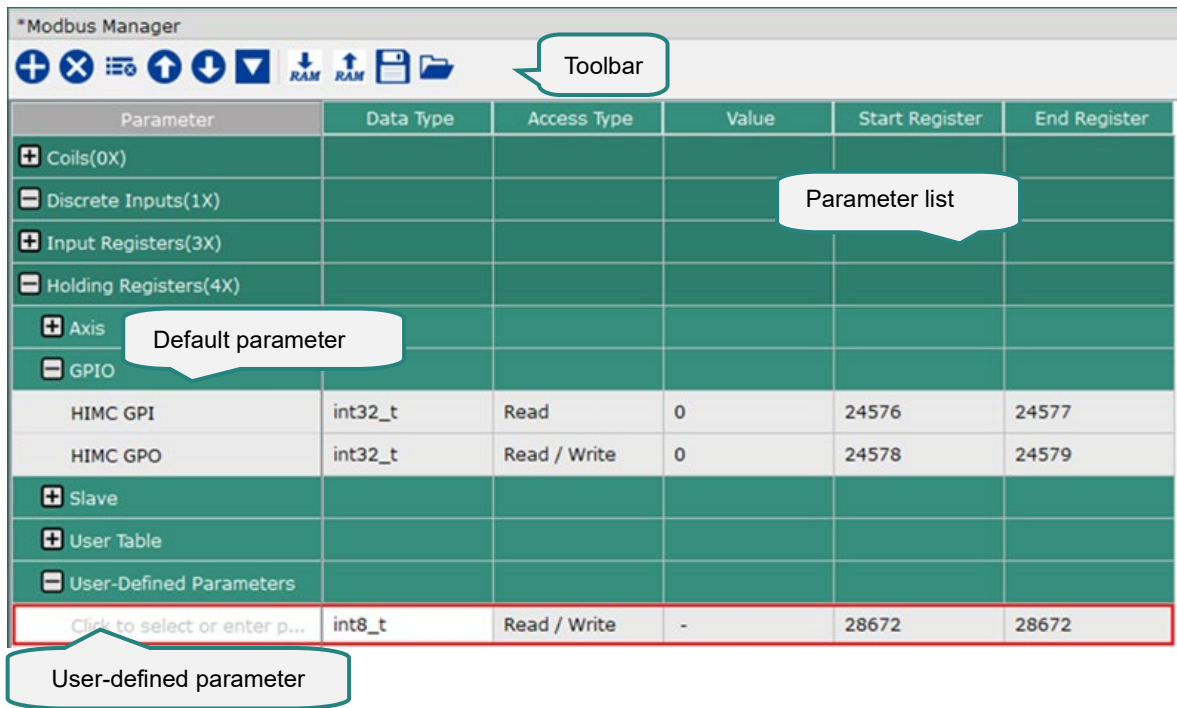 *Modbus Manager
RAM RAM
Toolbar
Parameter Data Type Access Type Value Start Register End Register
Coils(0X)
Discrete Inputs(1X)
Parameter list
Input Registers(3X)
Holding Registers(4X)
Axis
Default parameter
GPIO
HIMC GPI int32_t Read 0 24576 24577
HIMC GPO int32_t Read / Write 0 24578 24579
Slave
User Table
User-Defined Parameters
Click to select or enter p... int8_t Read / Write - 28672 28672
User-defined parameter